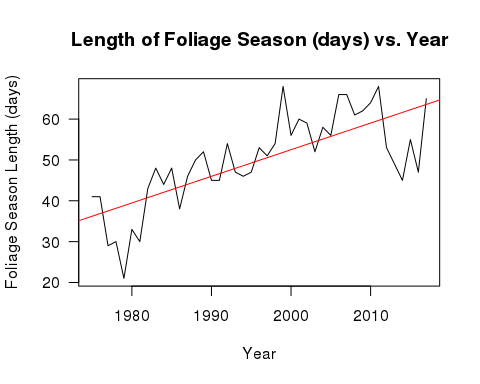 Length of Foliage Season (days) vs. Year
Foliage Season Length (days)
60
50
40
30
20
1980 1990 2000 2010
Year